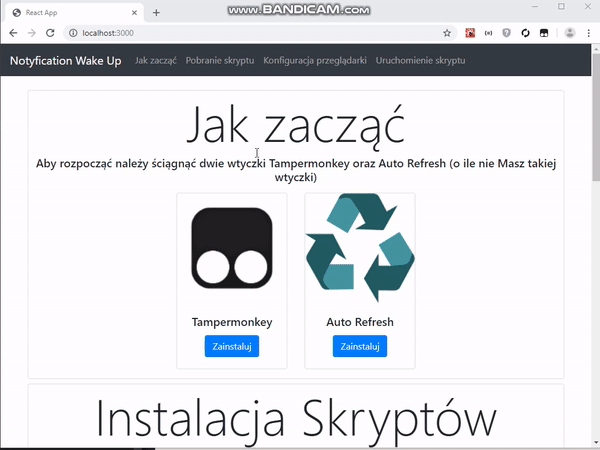 www.BANDICAM.com
React App
localhost:3000
Notyfication Wake Up Jak zacząć Pobranie skryptu Konfiguracja przeglądarki Uruchomienie skryptu
Jak zacząć
Aby rozpocząć należy ściągnąć dwie wtyczki Tampermonkey oraz Auto Refresh (o ile nie Masz takiej
wtyczki)
Tampermonkey Auto Refresh
Zainstaluj Zainstaluj
Instalacja Skryptów